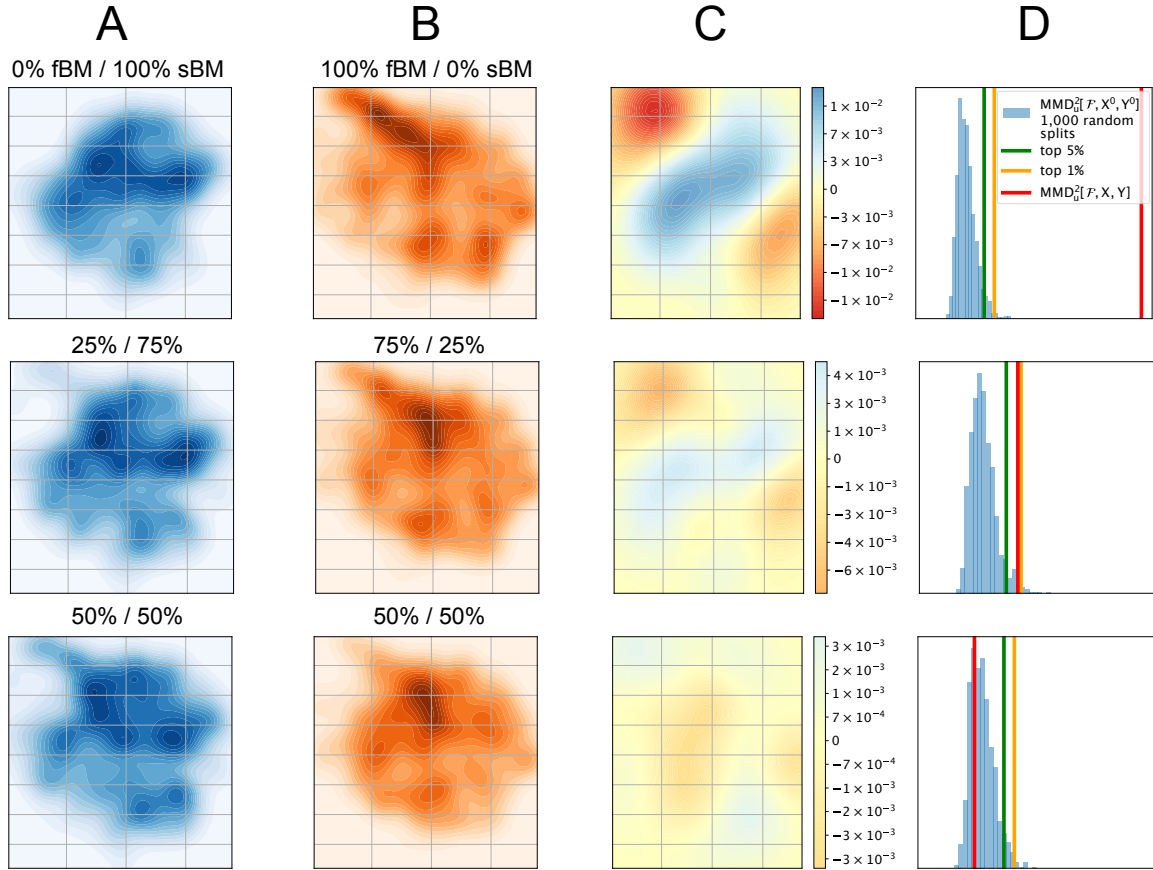 A
B
C
D
0% fBM / 100% sBM
100% fBM / 0% sBM
1 × 10⁻²
7 × 10⁻³
3 × 10⁻³
0
−3 × 10⁻³
−7 × 10⁻³
−1 × 10⁻²
−1 × 10⁻²
MMD²ᵤ[ℱ, X⁰, Y⁰]
1,000 random
splits
top 5%
top 1%
MMD²ᵤ[ℱ, X, Y]
25% / 75%
75% / 25%
4 × 10⁻³
3 × 10⁻³
1 × 10⁻³
0
−1 × 10⁻³
−3 × 10⁻³
−4 × 10⁻³
−6 × 10⁻³
50% / 50%
50% / 50%
3 × 10⁻³
2 × 10⁻³
1 × 10⁻³
7 × 10⁻⁴
0
−7 × 10⁻⁴
−1 × 10⁻³
−2 × 10⁻³
−3 × 10⁻³
−3 × 10⁻³